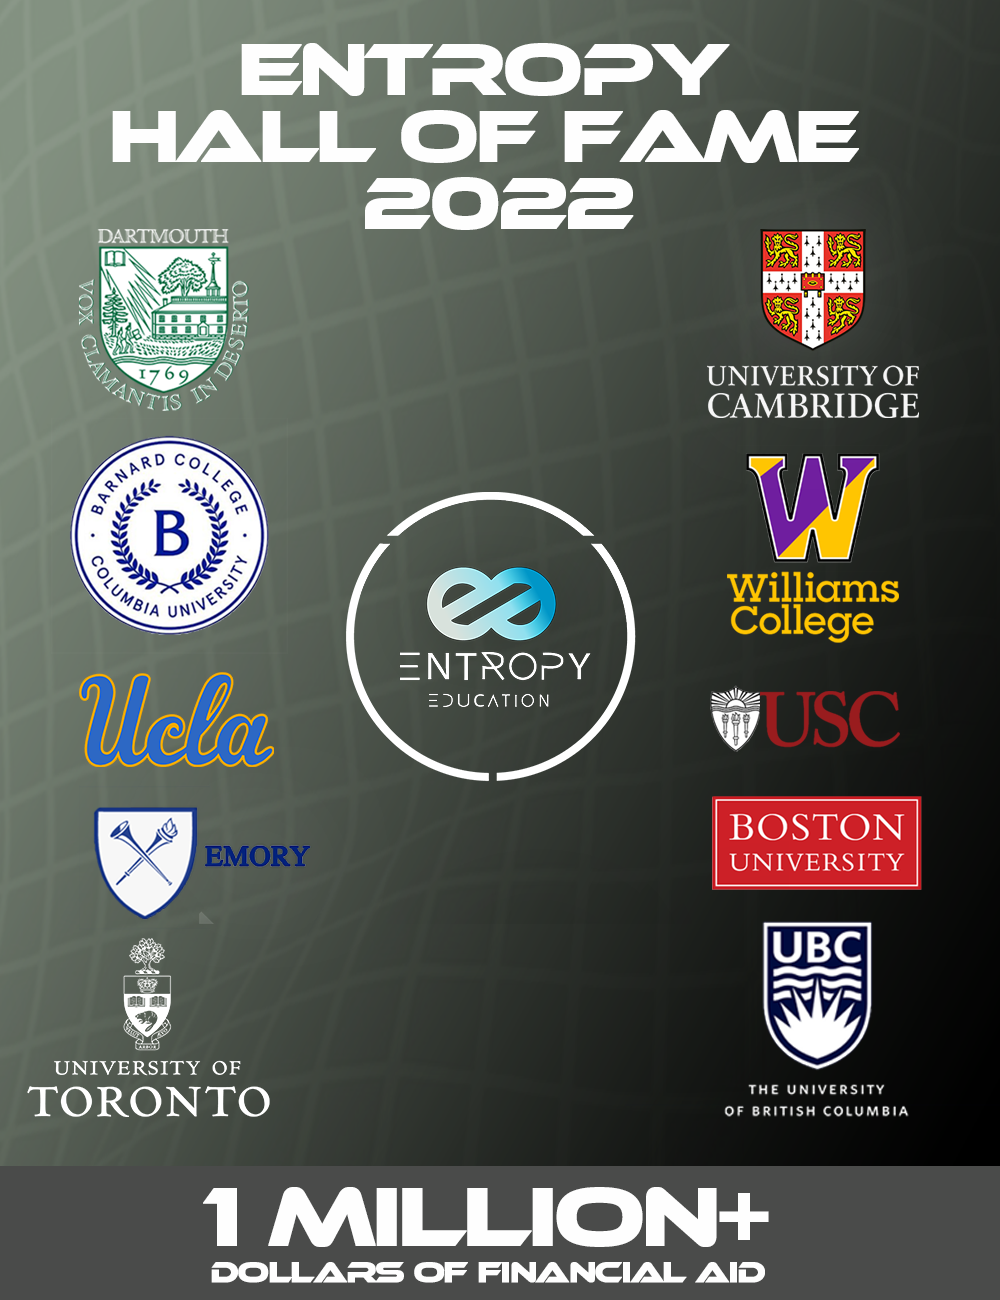 ENTROPY
HALL OF FAME
2022
DARTMOUTH
VOX CLAMANTIS IN DESERTO
1769
UNIVERSITY OF
CAMBRIDGE
BARNARD COLLEGE
B
COLUMBIA UNIVERSITY
W
Williams
College
ENTROPY
EDUCATION
Ucla
USC
EMORY
BOSTON
UNIVERSITY
UNIVERSITY OF
TORONTO
UBC
THE UNIVERSITY
OF BRITISH COLUMBIA
1 MILLION+
DOLLARS OF FINANCIAL AID